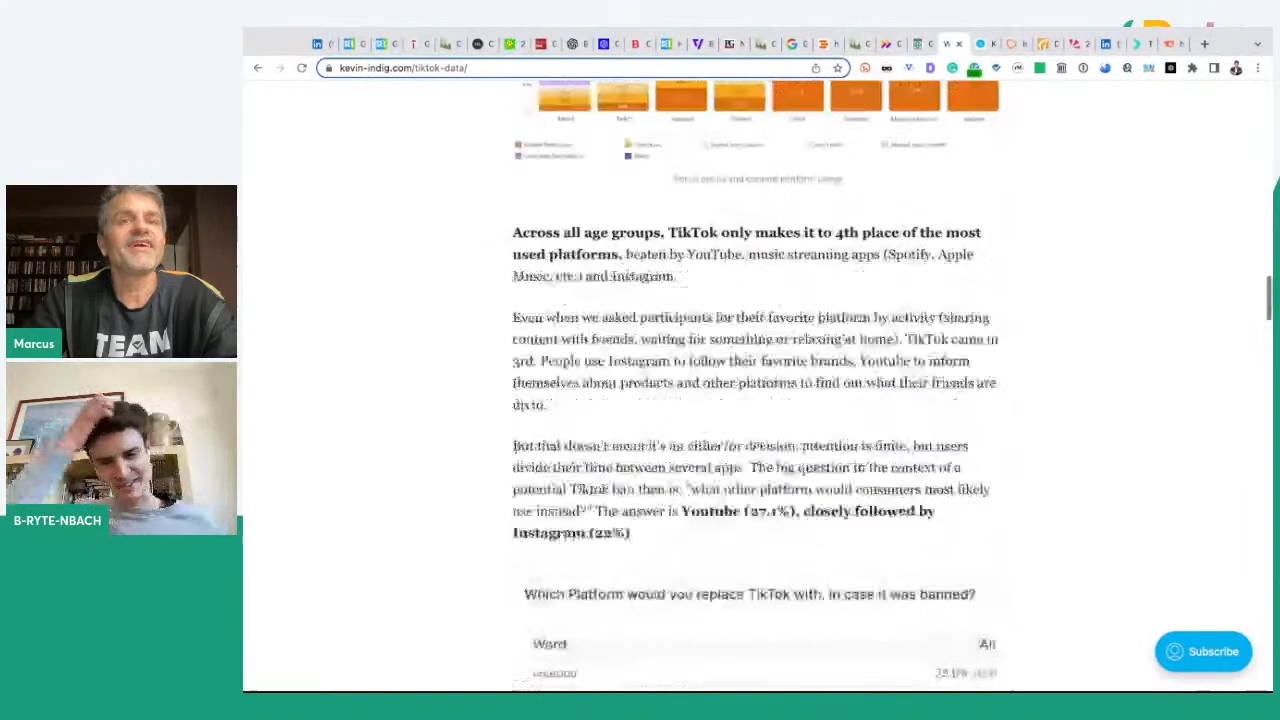 kevin-indig.com/tiktok-data/
Across all age groups, TikTok only makes it to 4th place of the most
used platforms, beaten by YouTube, music streaming apps (Spotify, Apple
Music, etc.) and Instagram.
Even when we asked participants for their favorite platform by activity (sharing
content with friends, waiting for something or relaxing at home), TikTok came in
3rd. People use Instagram to follow their favorite brands, Youtube to inform
themselves about products and other platforms to find out what their friends are
up to.
But that doesn't mean it's an either/or decision; attention is finite, but users
divide their time between several apps. The big question in the context of a
potential Tiktok ban then is, "what other platform would consumers most likely
use instead?" The answer is Youtube (27.1%), closely followed by
Instagram (22%)
Which Platform would you replace TikTok with, in case it was banned?
Word All
Subscribe
Marcus
TEAM
B-RYTE-NBACH